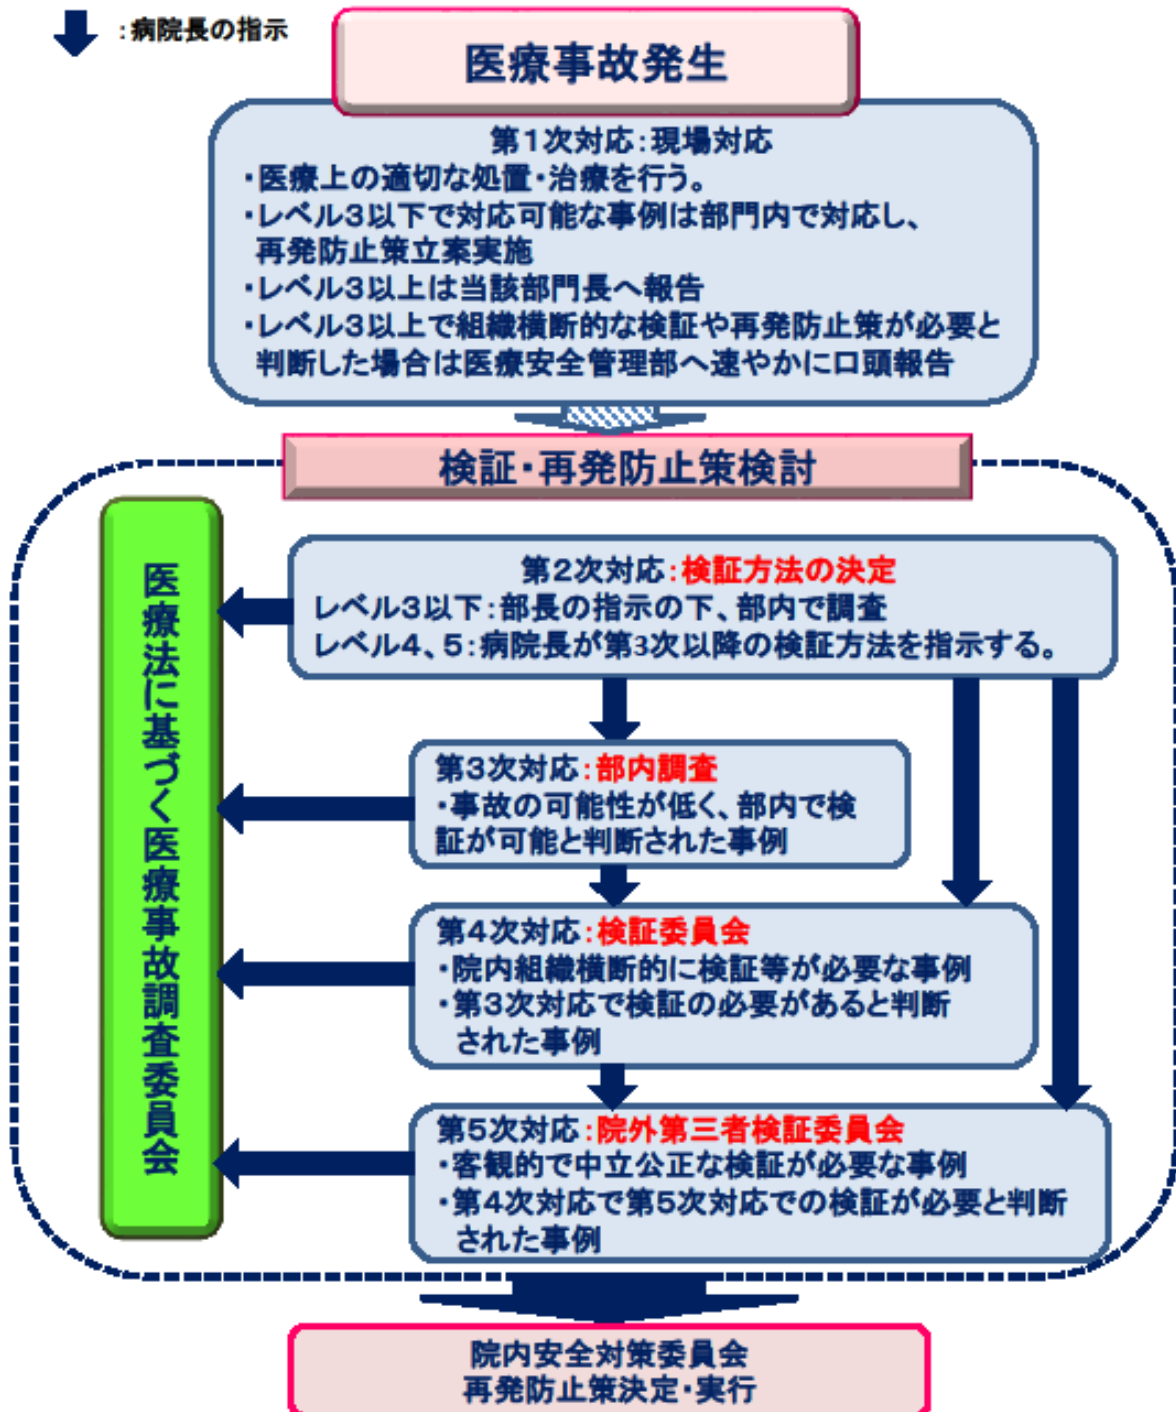 ：病院長の指示
医療事故発生
第１次対応：現場対応
・医療上の適切な処置・治療を行う。
・レベル３以下で対応可能な事例は部門内で対応し、
再発防止策立案実施
・レベル３以上は当該部門長へ報告
・レベル３以上で組織横断的な検証や再発防止策が必要と
判断した場合は医療安全管理部へ速やかに口頭報告
検証・再発防止策検討
医療法に基づく医療事故調査委員会
第２次対応：検証方法の決定
レベル３以下：部長の指示の下、部内で調査
レベル４、５：病院長が第3次以降の検証方法を指示する。
第３次対応：部内調査
・事故の可能性が低く、部内で検
証が可能と判断された事例
第４次対応：検証委員会
・院内組織横断的に検証等が必要な事例
・第３次対応で検証の必要があると判断
された事例
第５次対応：院外第三者検証委員会
・客観的で中立公正な検証が必要な事例
・第４次対応で第５次対応での検証が必要と判断
された事例
院内安全対策委員会
再発防止策決定・実行